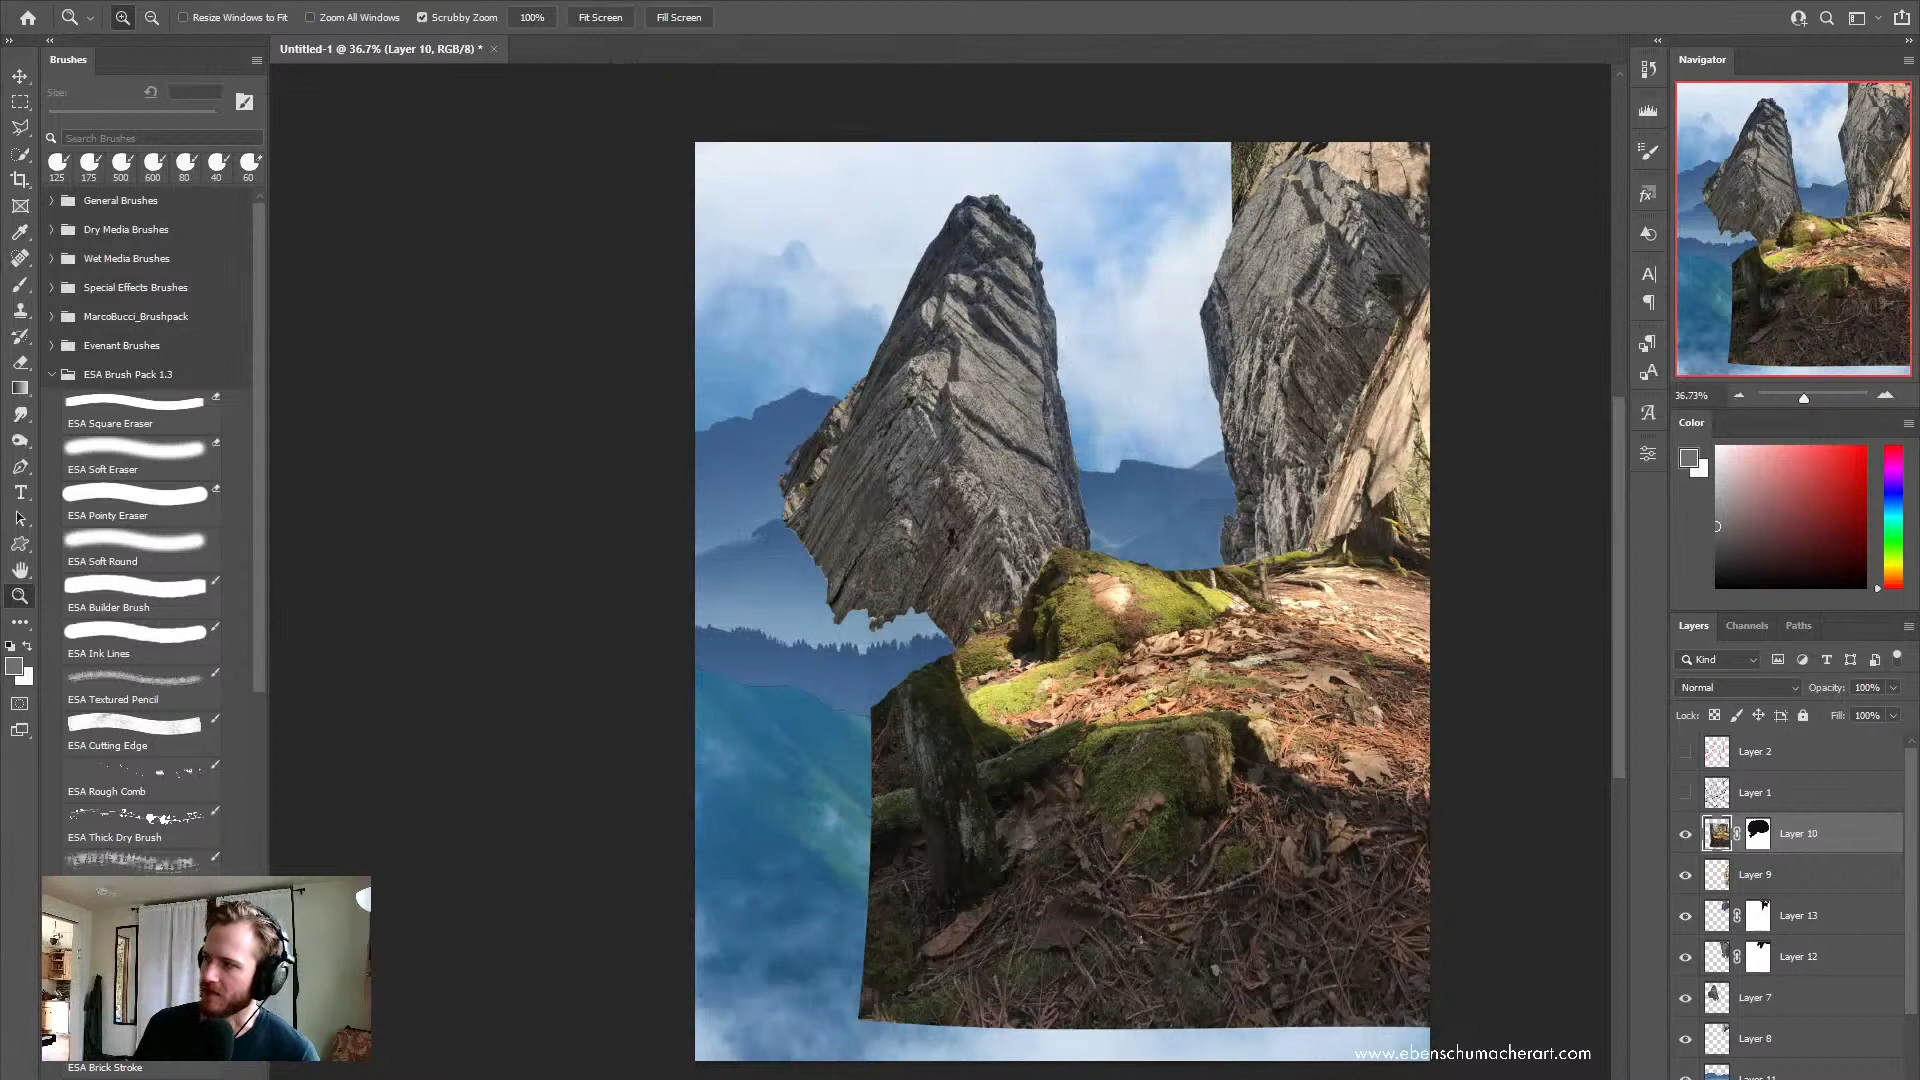 Resize Windows to Fit
Zoom All Windows
Scrubby Zoom
100%
Fit Screen
Fill Screen
Untitled-1 @ 36.7% (Layer 10, RGB/8) *
Brushes
Size:
Search Brushes
125 175 500 600 80 40 60
General Brushes
Dry Media Brushes
Wet Media Brushes
Special Effects Brushes
MarcoBucci_Brushpack
Evenant Brushes
ESA Brush Pack 1.3
ESA Square Eraser
ESA Soft Eraser
ESA Pointy Eraser
ESA Soft Round
ESA Builder Brush
ESA Ink Lines
ESA Textured Pencil
ESA Cutting Edge
ESA Rough Comb
ESA Thick Dry Brush
ESA Brick Stroke
www.ebenschumacherart.com
Navigator
36.73%
Color
Layers Channels Paths
Kind
Normal
Opacity: 100%
Lock:
Fill: 100%
Layer 2
Layer 1
Layer 10
Layer 9
Layer 13
Layer 12
Layer 7
Layer 8